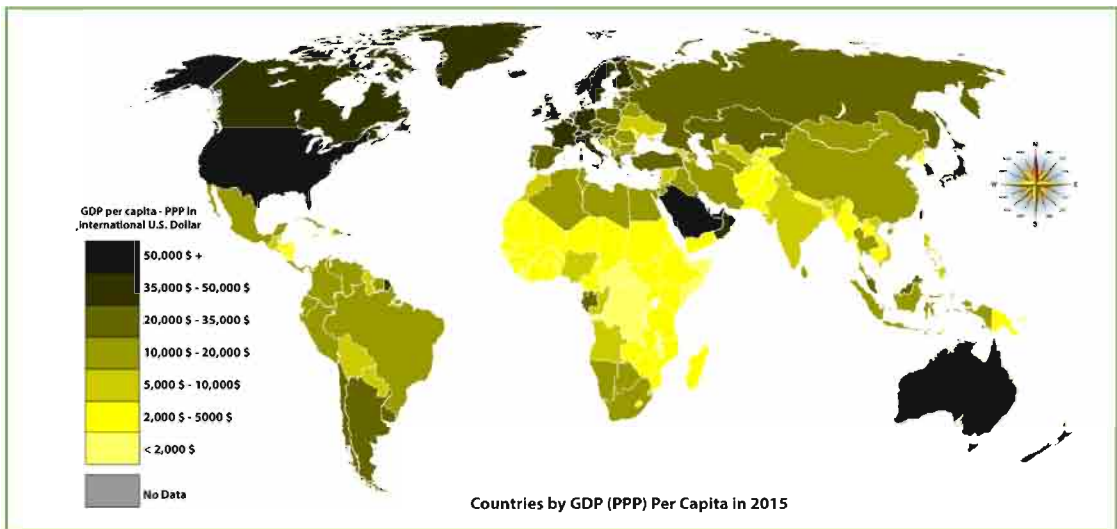 N
W
E
S
GDP per capita - PPP in
international U.S. Dollar
50,000 $ +
35,000 $ - 50,000 $
20,000 $ - 35,000 $
10,000 $ - 20,000 $
5,000 $ - 10,000$
2,000 $ - 5000 $
< 2,000 $
No Data
Countries by GDP (PPP) Per Capita in 2015